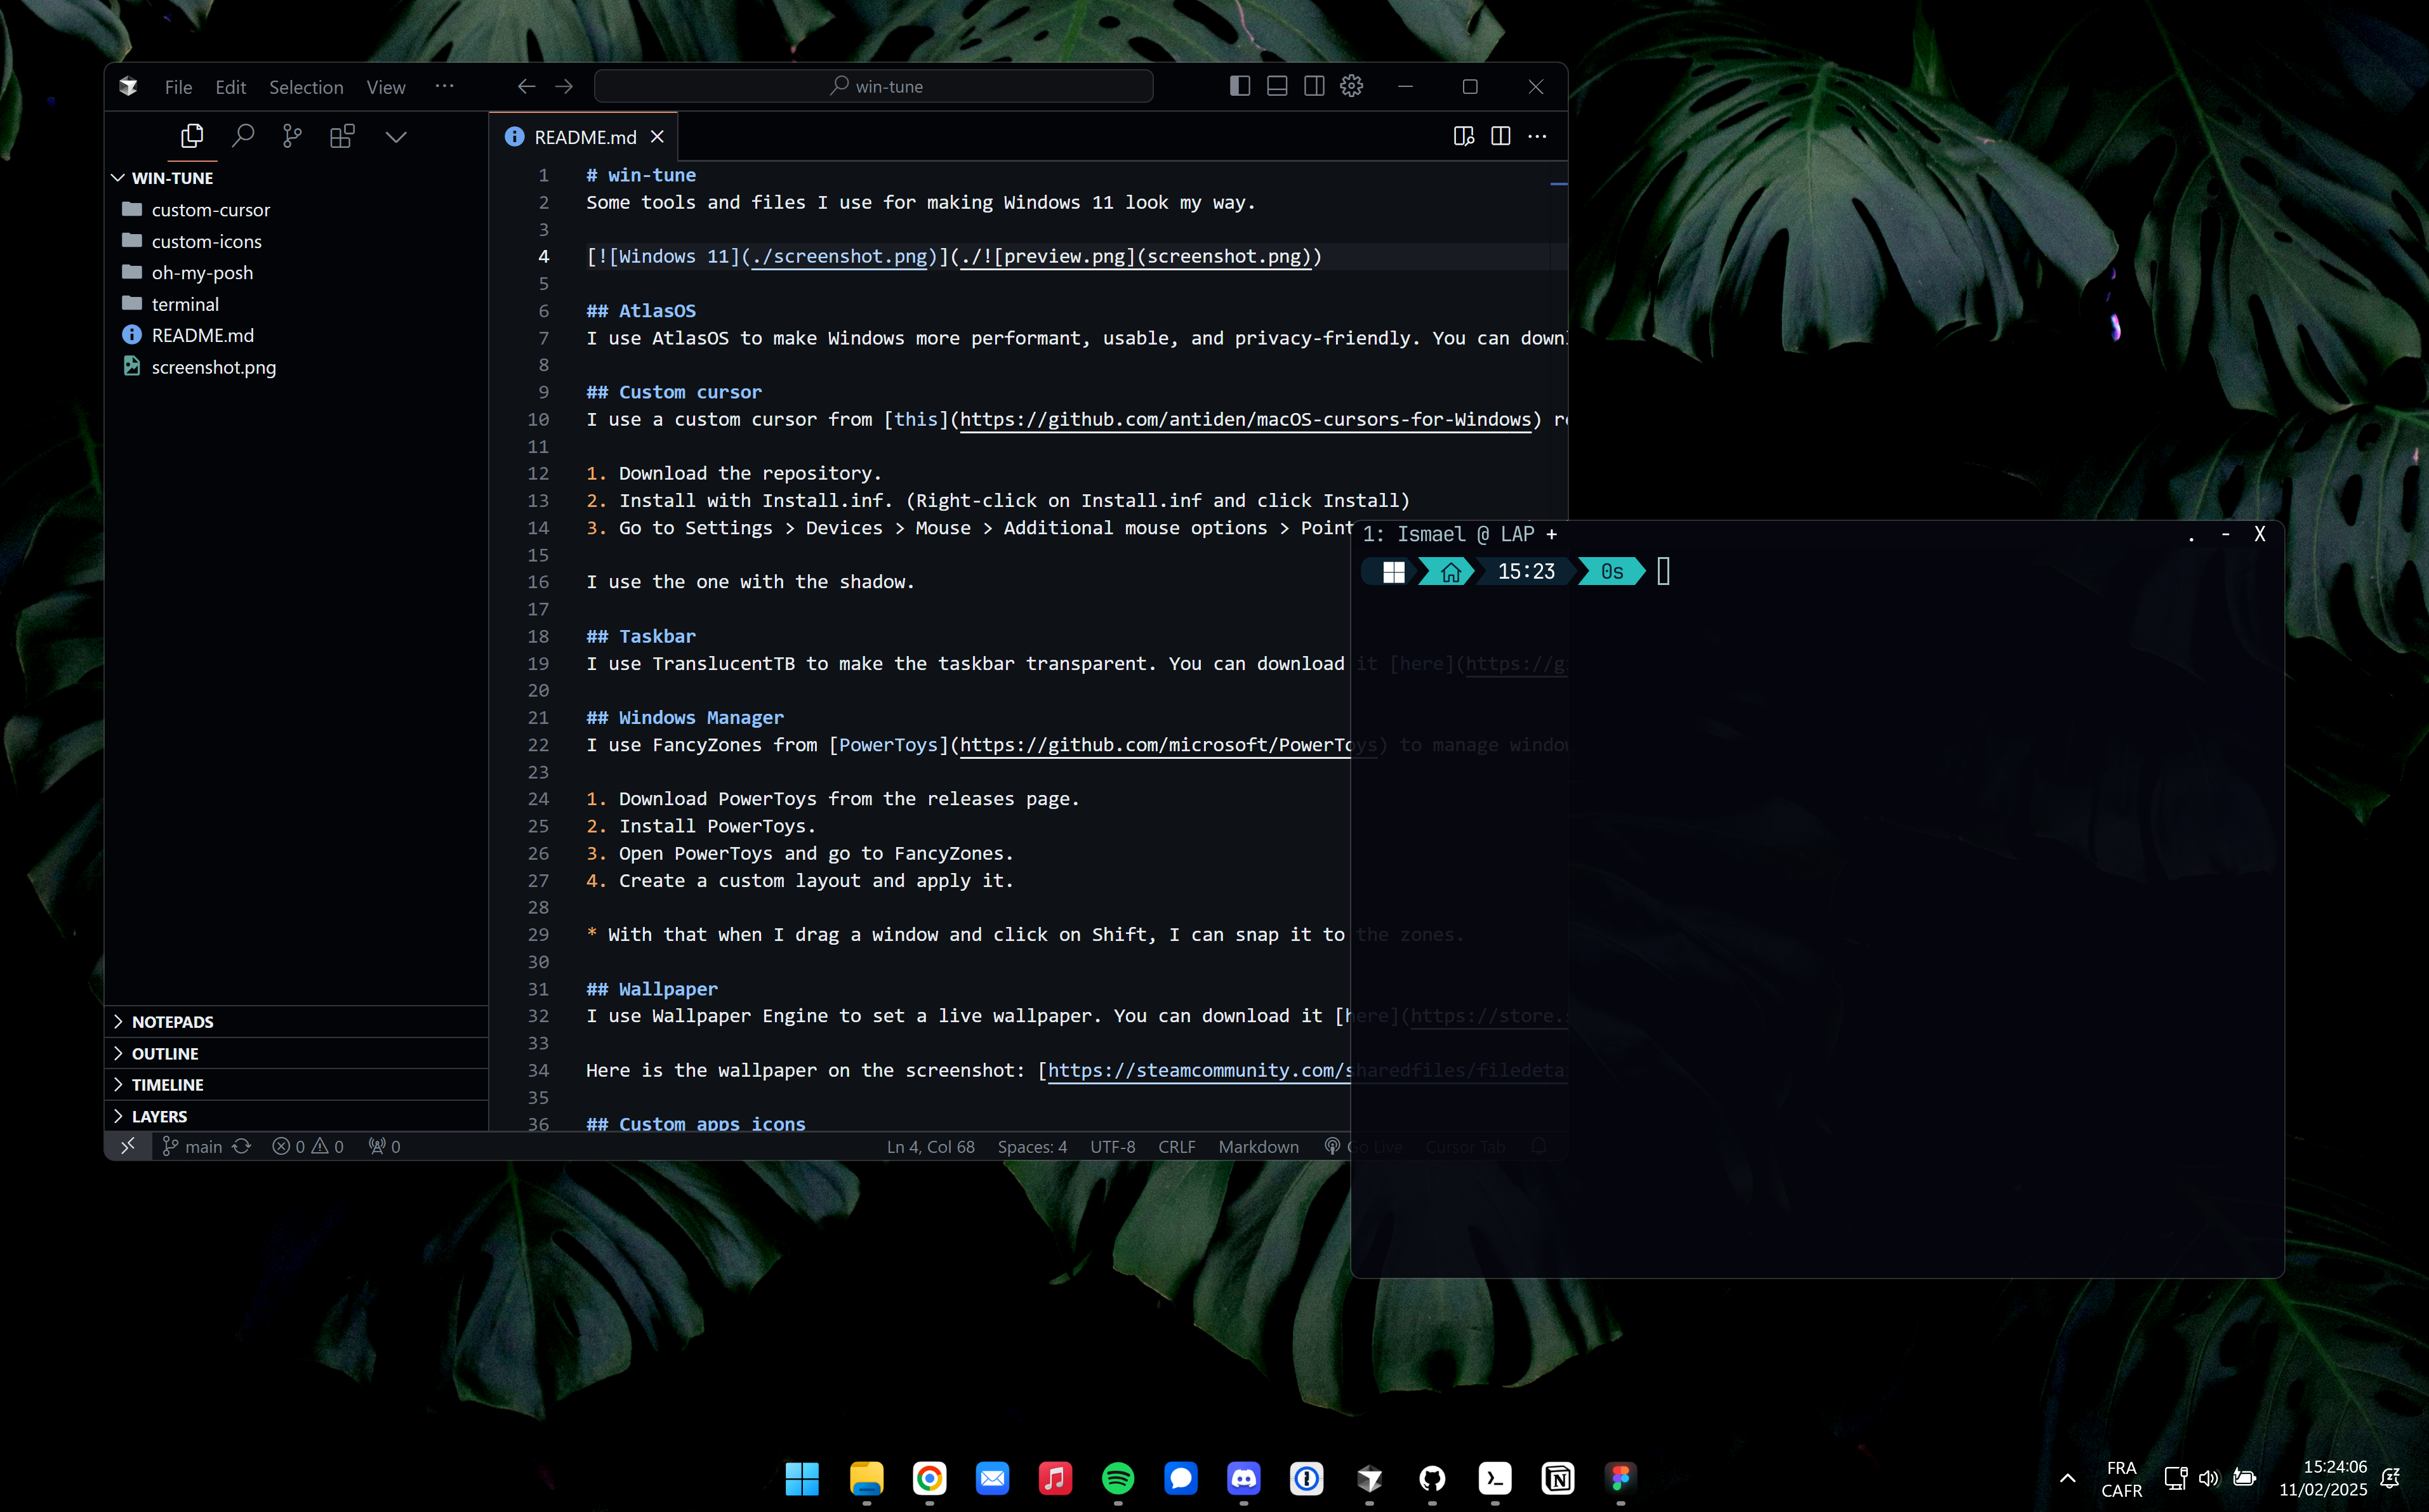 File Edit Selection View ···
win-tune
WIN-TUNE
custom-cursor
custom-icons
oh-my-posh
terminal
README.md
screenshot.png
NOTEPADS
OUTLINE
TIMELINE
LAYERS
README.md
1 # win-tune
2 Some tools and files I use for making Windows 11 look my way.
3
4 [![Windows 11](./screenshot.png)](./![preview.png](screenshot.png))
5
6 ## AtlasOS
7 I use AtlasOS to make Windows more performant, usable, and privacy-friendly. You can downl
8
9 ## Custom cursor
10 I use a custom cursor from [this](https://github.com/antiden/macOS-cursors-for-Windows) re
11
12 1. Download the repository.
13 2. Install with Install.inf. (Right-click on Install.inf and click Install)
14 3. Go to Settings > Devices > Mouse > Additional mouse options > Point
15
16 I use the one with the shadow.
17
18 ## Taskbar
19 I use TranslucentTB to make the taskbar transparent. You can download it [here](https://gi
20
21 ## Windows Manager
22 I use FancyZones from [PowerToys](https://github.com/microsoft/PowerToys) to manage window
23
24 1. Download PowerToys from the releases page.
25 2. Install PowerToys.
26 3. Open PowerToys and go to FancyZones.
27 4. Create a custom layout and apply it.
28
29 * With that when I drag a window and click on Shift, I can snap it to the zones.
30
31 ## Wallpaper
32 I use Wallpaper Engine to set a live wallpaper. You can download it [here](https://store.s
33
34 Here is the wallpaper on the screenshot: [https://steamcommunity.com/sharedfiles/filedetai
35
36 ## Custom apps icons
main 0 0 0
Ln 4, Col 68 Spaces: 4 UTF-8 CRLF Markdown Go Live Cursor Tab
1: Ismael @ LAP + . - X
15:23 0s
FRA
CAFR
15:24:06
11/02/2025